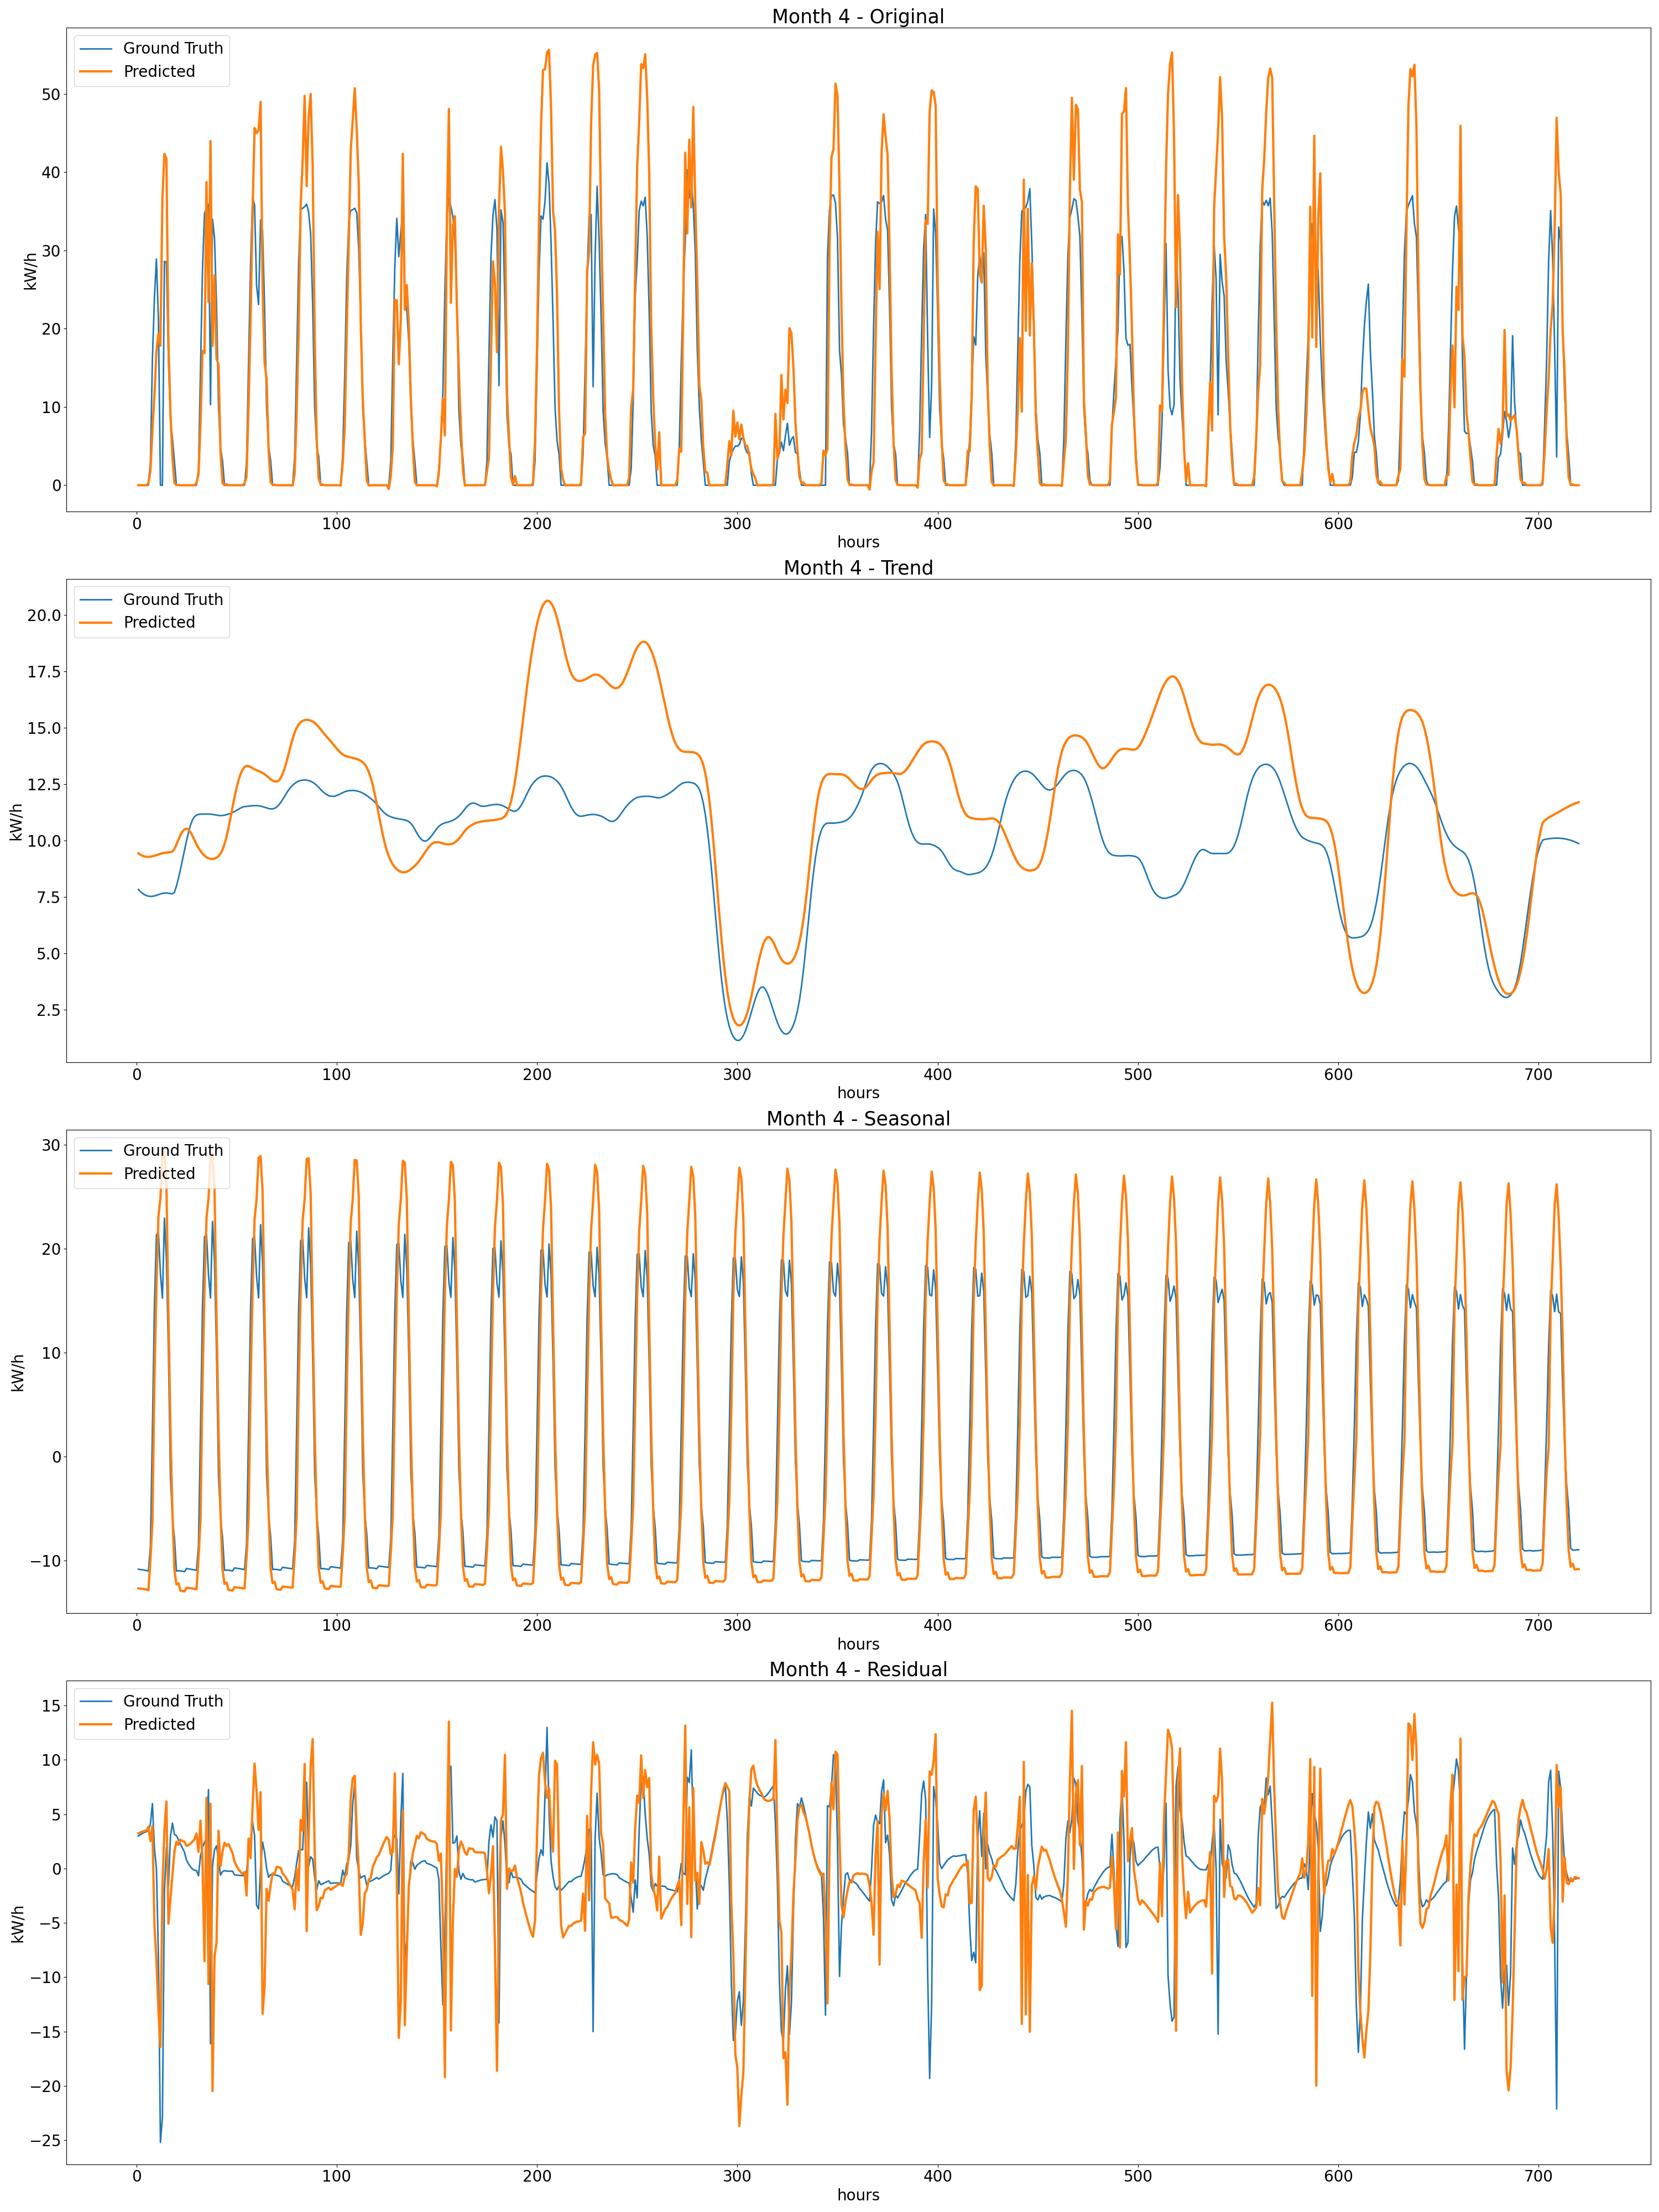 Month 4 - Original
Ground Truth
Predicted
50
40
30
20
10
0
kW/h
0 100 200 300 400 500 600 700
hours
Month 4 - Trend
Ground Truth
Predicted
20.0
17.5
15.0
12.5
10.0
7.5
5.0
2.5
kW/h
0 100 200 300 400 500 600 700
hours
Month 4 - Seasonal
Ground Truth
Predicted
30
20
10
0
−10
kW/h
0 100 200 300 400 500 600 700
hours
Month 4 - Residual
Ground Truth
Predicted
15
10
5
0
−5
−10
−15
−20
−25
kW/h
0 100 200 300 400 500 600 700
hours